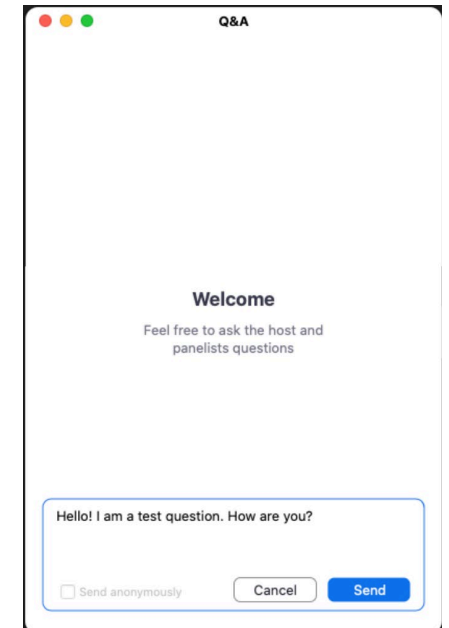 Q&A
Welcome
Feel free to ask the host and
panelists questions
Hello! I am a test question. How are you?
Send anonymously
Cancel
Send